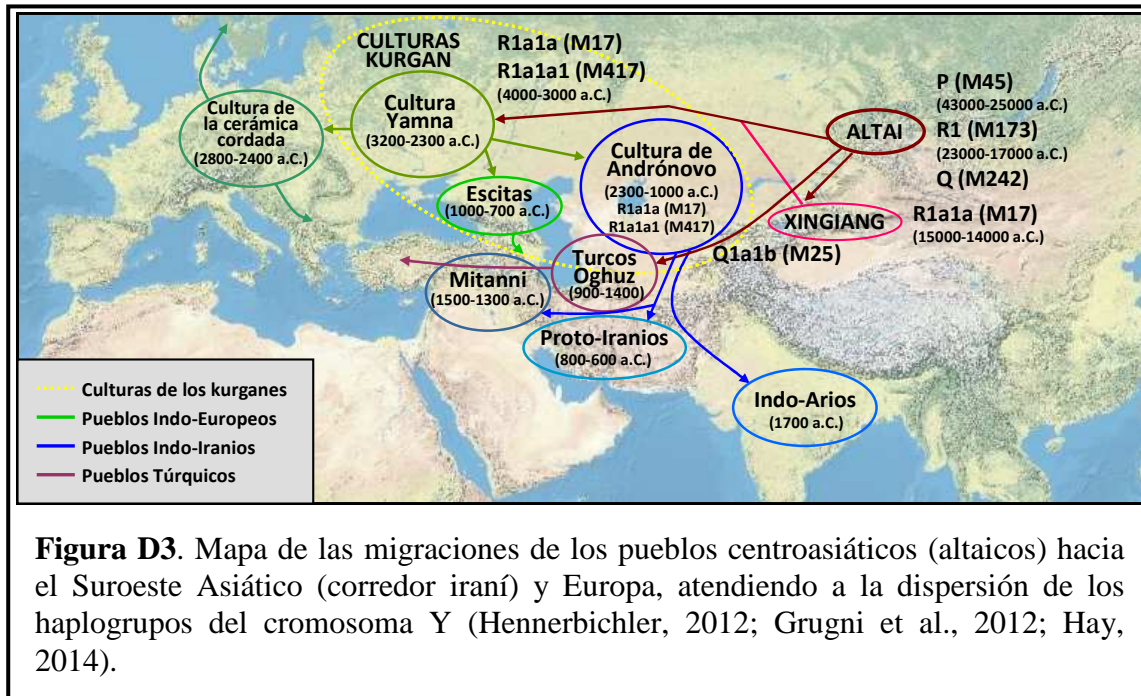 CULTURAS
KURGAN
R1a1a (M17)
R1a1a1 (M417)
(4000-3000 a.C.)
Cultura de
la cerámica
cordada
(2800-2400 a.C.)
Cultura
Yamna
(3200-2300 a.C.)
Escitas
(1000-700 a.C.)
Cultura de
Andrónovo
(2300-1000 a.C.)
R1a1a (M17)
R1a1a1 (M417)
ALTAI
P (M45)
(43000-25000 a.C.)
R1 (M173)
(23000-17000 a.C.)
Q (M242)
XINGIANG
R1a1a (M17)
(15000-14000 a.C.)
Q1a1b (M25)
Turcos
Oghuz
(900-1400)
Mitanni
(1500-1300 a.C.)
Proto-Iranios
(800-600 a.C.)
Indo-Arios
(1700 a.C.)
Culturas de los kurganes
Pueblos Indo-Europeos
Pueblos Indo-Iranios
Pueblos Túrquicos
Figura D3. Mapa de las migraciones de los pueblos centroasiáticos (altaicos) hacia
el Suroeste Asiático (corredor iraní) y Europa, atendiendo a la dispersión de los
haplogrupos del cromosoma Y (Hennerbichler, 2012; Grugni et al., 2012; Hay,
2014).